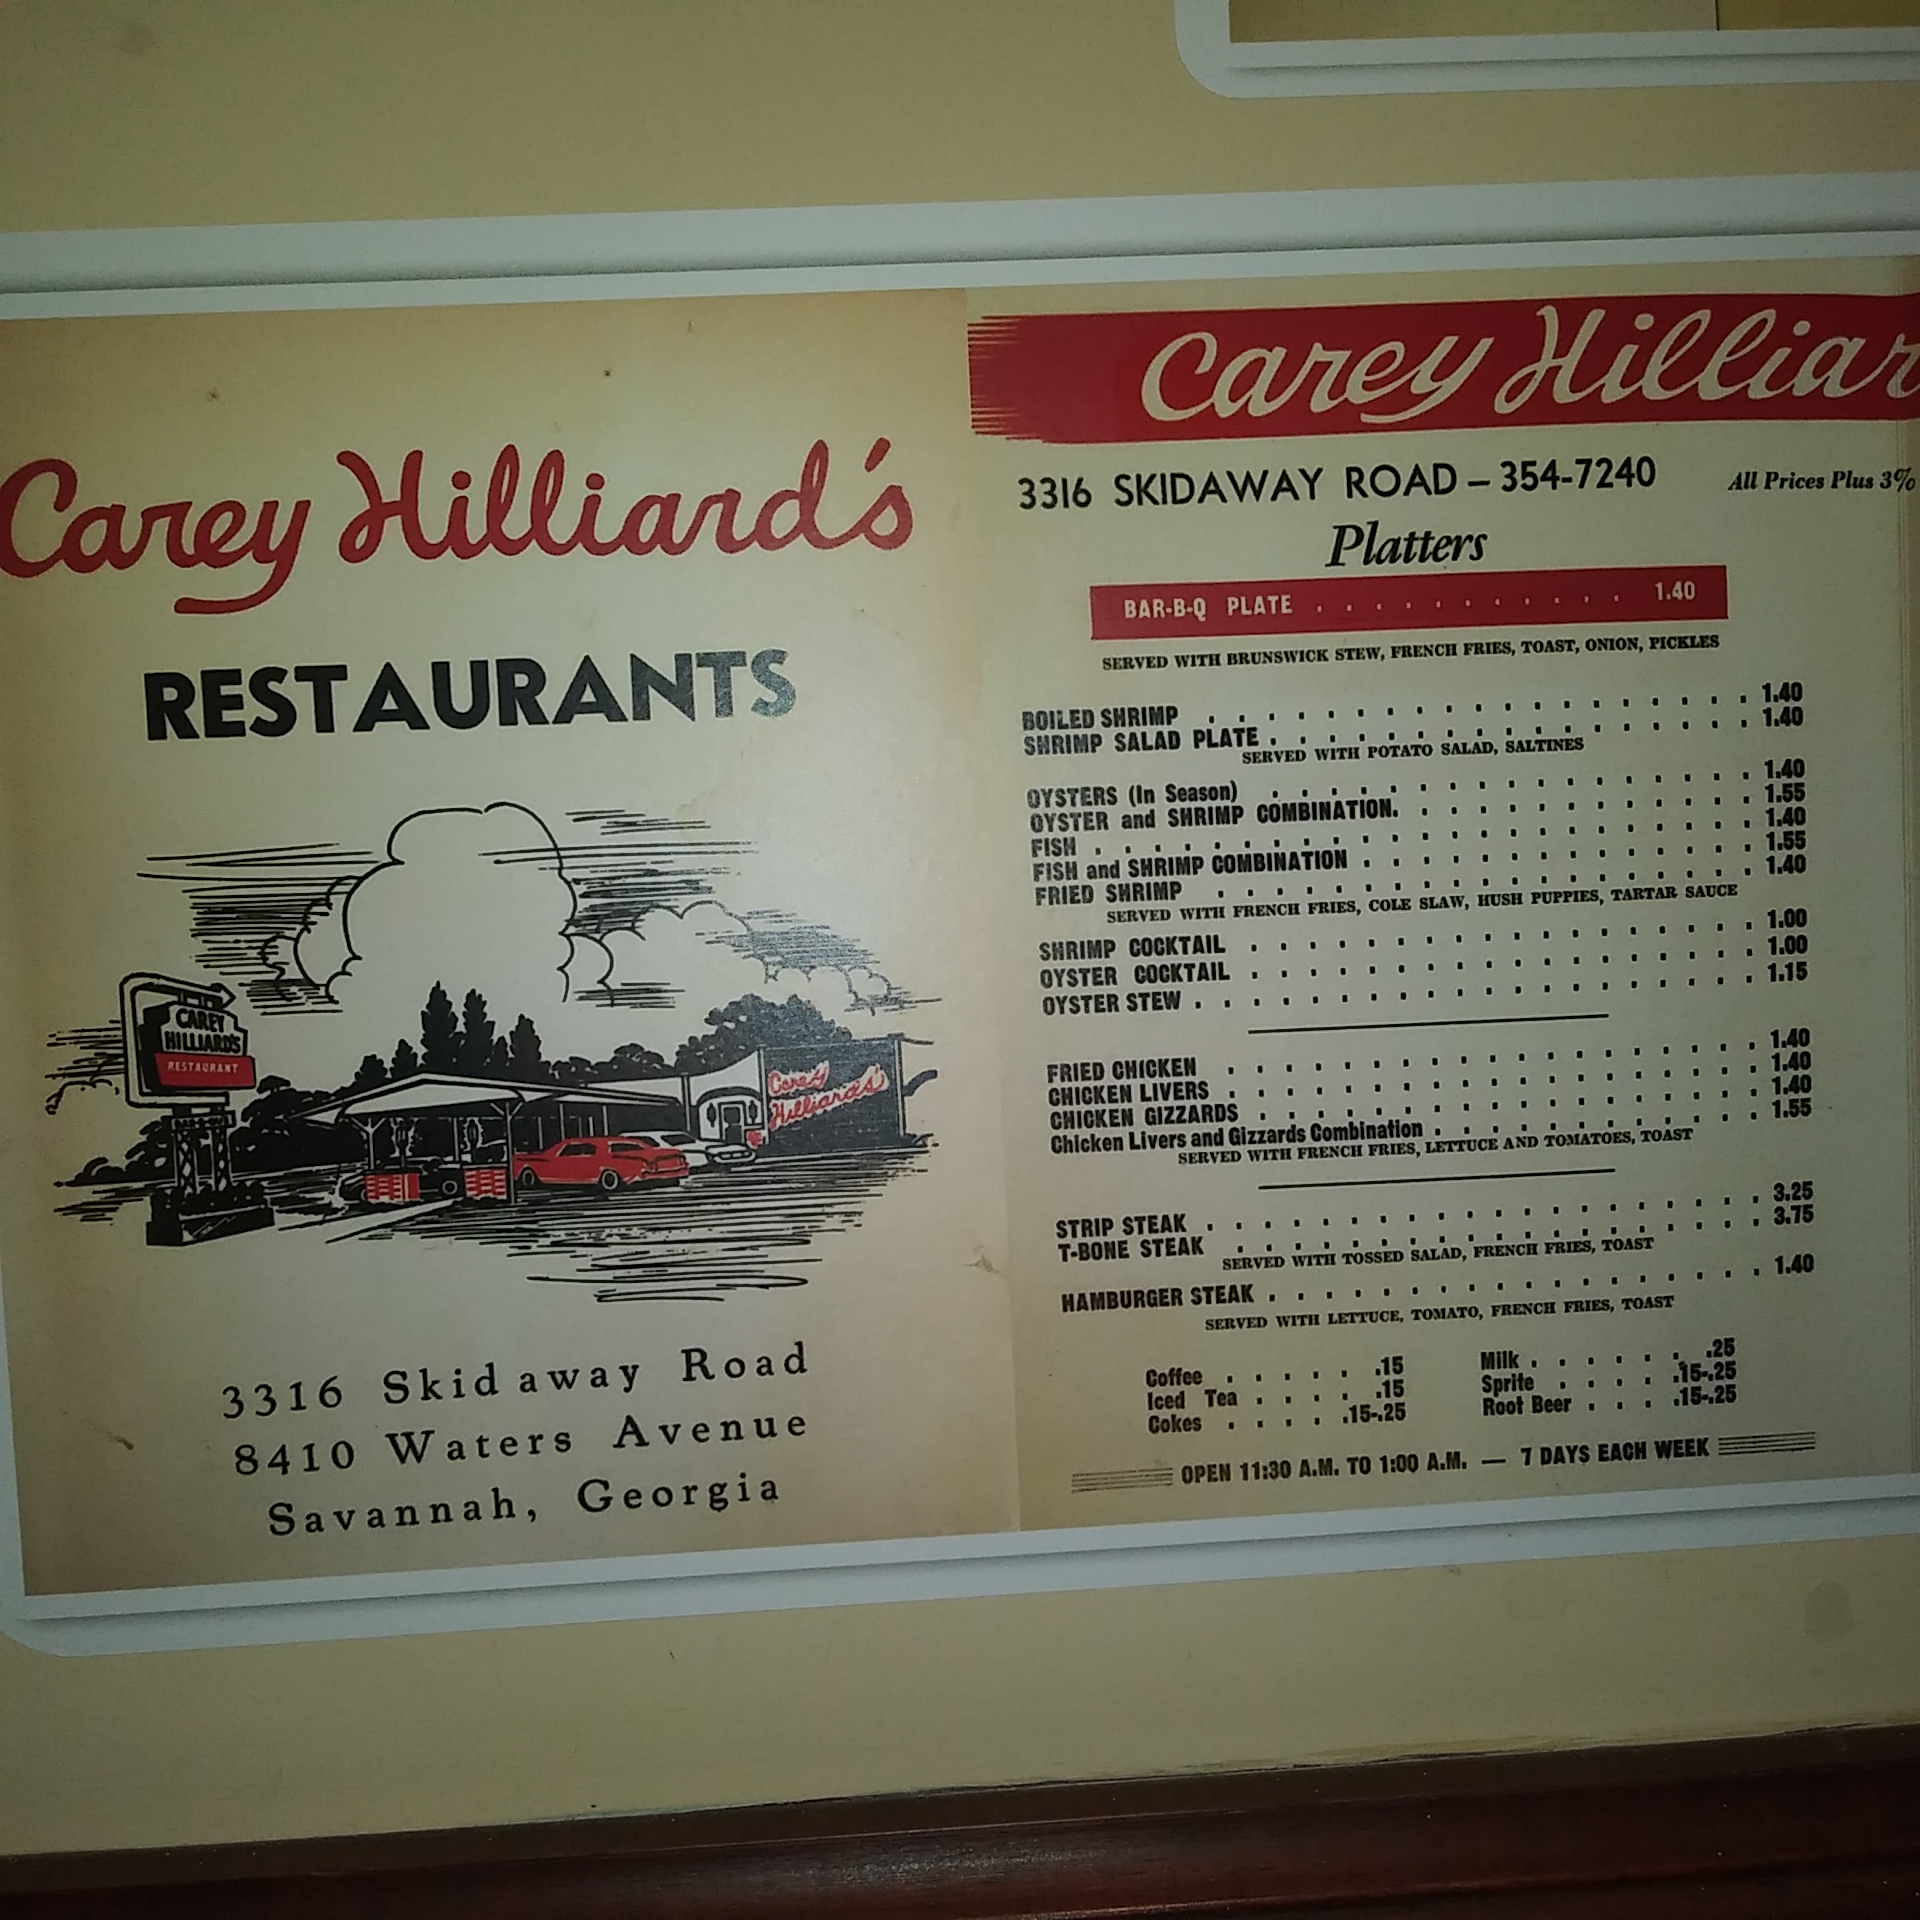 Carey Hilliard's
RESTAURANTS
CAREY
HILLIARD'S
RESTAURANT
Carey
Hilliard's
3316 Skidaway Road
8410 Waters Avenue
Savannah, Georgia
Carey Hilliar
3316 SKIDAWAY ROAD – 354-7240 All Prices Plus 3%
Platters
BAR-B-Q PLATE . . . . . . . . . . . 1.40
SERVED WITH BRUNSWICK STEW, FRENCH FRIES, TOAST, ONION, PICKLES
BOILED SHRIMP . . . . . . . . . . . . . . . . . . . 1.40
SHRIMP SALAD PLATE . . . . . . . . . . . . . . . . . 1.40
SERVED WITH POTATO SALAD, SALTINES
OYSTERS (In Season) . . . . . . . . . . . . . . . . . 1.40
OYSTER and SHRIMP COMBINATION. . . . . . . . . . . . . 1.55
FISH . . . . . . . . . . . . . . . . . . . . . . . 1.40
FISH and SHRIMP COMBINATION . . . . . . . . . . . . . . 1.55
FRIED SHRIMP . . . . . . . . . . . . . . . . . . . 1.40
SERVED WITH FRENCH FRIES, COLE SLAW, HUSH PUPPIES, TARTAR SAUCE
SHRIMP COCKTAIL . . . . . . . . . . . . . . . . . . 1.00
OYSTER COCKTAIL . . . . . . . . . . . . . . . . . . 1.00
OYSTER STEW . . . . . . . . . . . . . . . . . . . . 1.15
FRIED CHICKEN . . . . . . . . . . . . . . . . . . . 1.40
CHICKEN LIVERS . . . . . . . . . . . . . . . . . . . 1.40
CHICKEN GIZZARDS . . . . . . . . . . . . . . . . . . 1.40
Chicken Livers and Gizzards Combination . . . . . . . . . . . . 1.55
SERVED WITH FRENCH FRIES, LETTUCE AND TOMATOES, TOAST
STRIP STEAK . . . . . . . . . . . . . . . . . . . . 3.25
T-BONE STEAK . . . . . . . . . . . . . . . . . . . 3.75
SERVED WITH TOSSED SALAD, FRENCH FRIES, TOAST
HAMBURGER STEAK . . . . . . . . . . . . . . . . . . 1.40
SERVED WITH LETTUCE, TOMATO, FRENCH FRIES, TOAST
Coffee . . . . . .15 Milk . . . . . . .25
Iced Tea . . . . .15 Sprite . . . . .15-.25
Cokes . . . . .15-.25 Root Beer . . . .15-.25
OPEN 11:30 A.M. TO 1:00 A.M. — 7 DAYS EACH WEEK